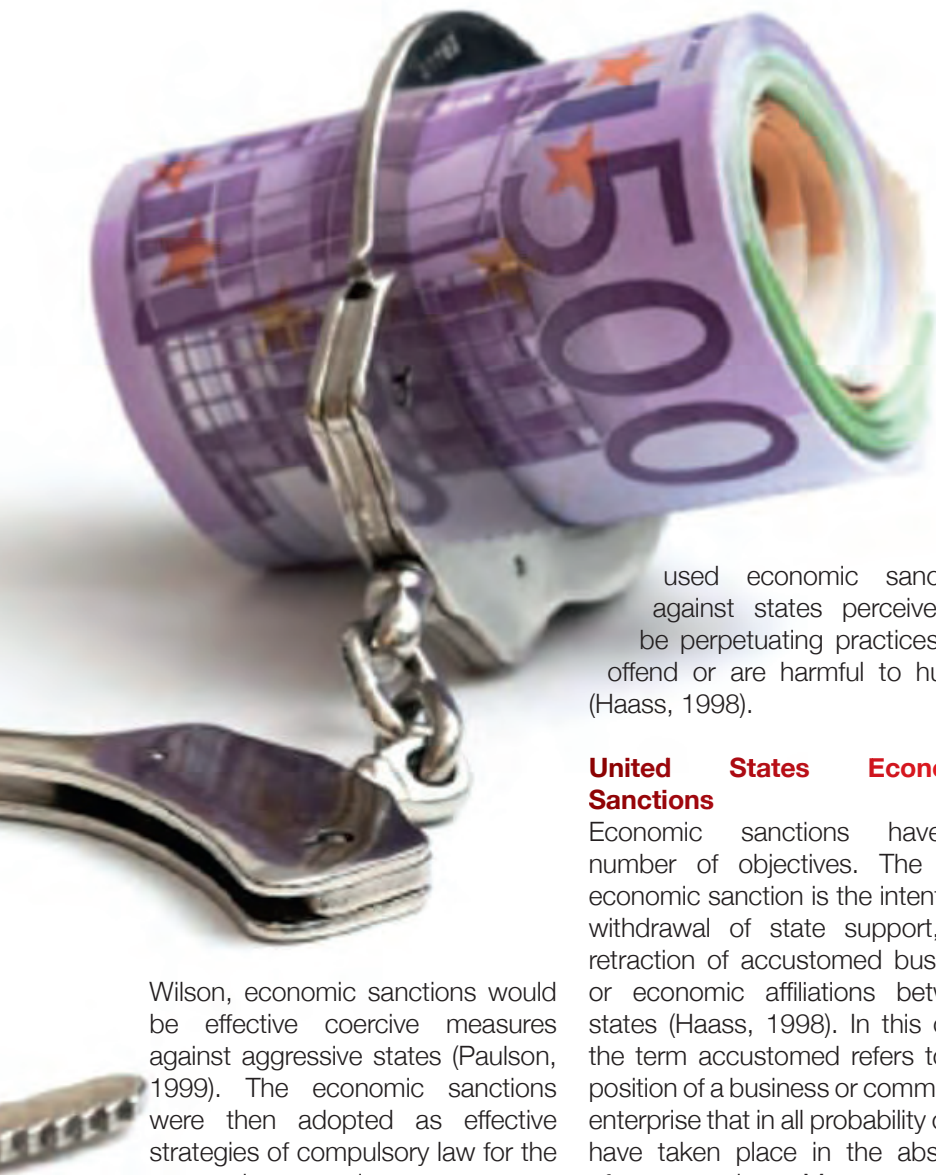 500
Wilson, economic sanctions would
be effective coercive measures
against aggressive states (Paulson,
1999). The economic sanctions
were then adopted as effective
strategies of compulsory law for the
used economic sanc
against states perceive
be perpetuating practices
offend or are harmful to hu
(Haass, 1998).
United States Econo
Sanctions
Economic sanctions have
number of objectives. The
economic sanction is the intent
withdrawal of state support,
retraction of accustomed bus
or economic affiliations betw
states (Haass, 1998). In this c
the term accustomed refers to
position of a business or comm
enterprise that in all probability
have taken place in the abs